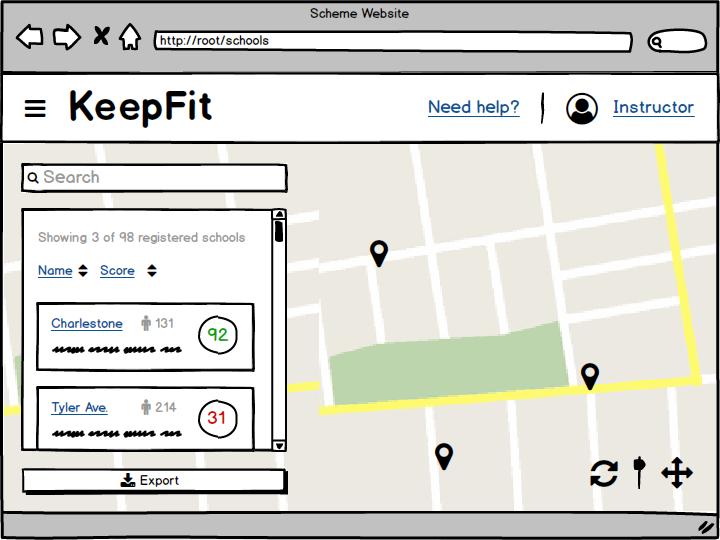 Scheme Website
http://root/schools
KeepFit
Need help?
Instructor
Search
Showing 3 of 98 registered schools
Name
Score
Charlestone
131
92
Tyler Ave.
214
31
Export